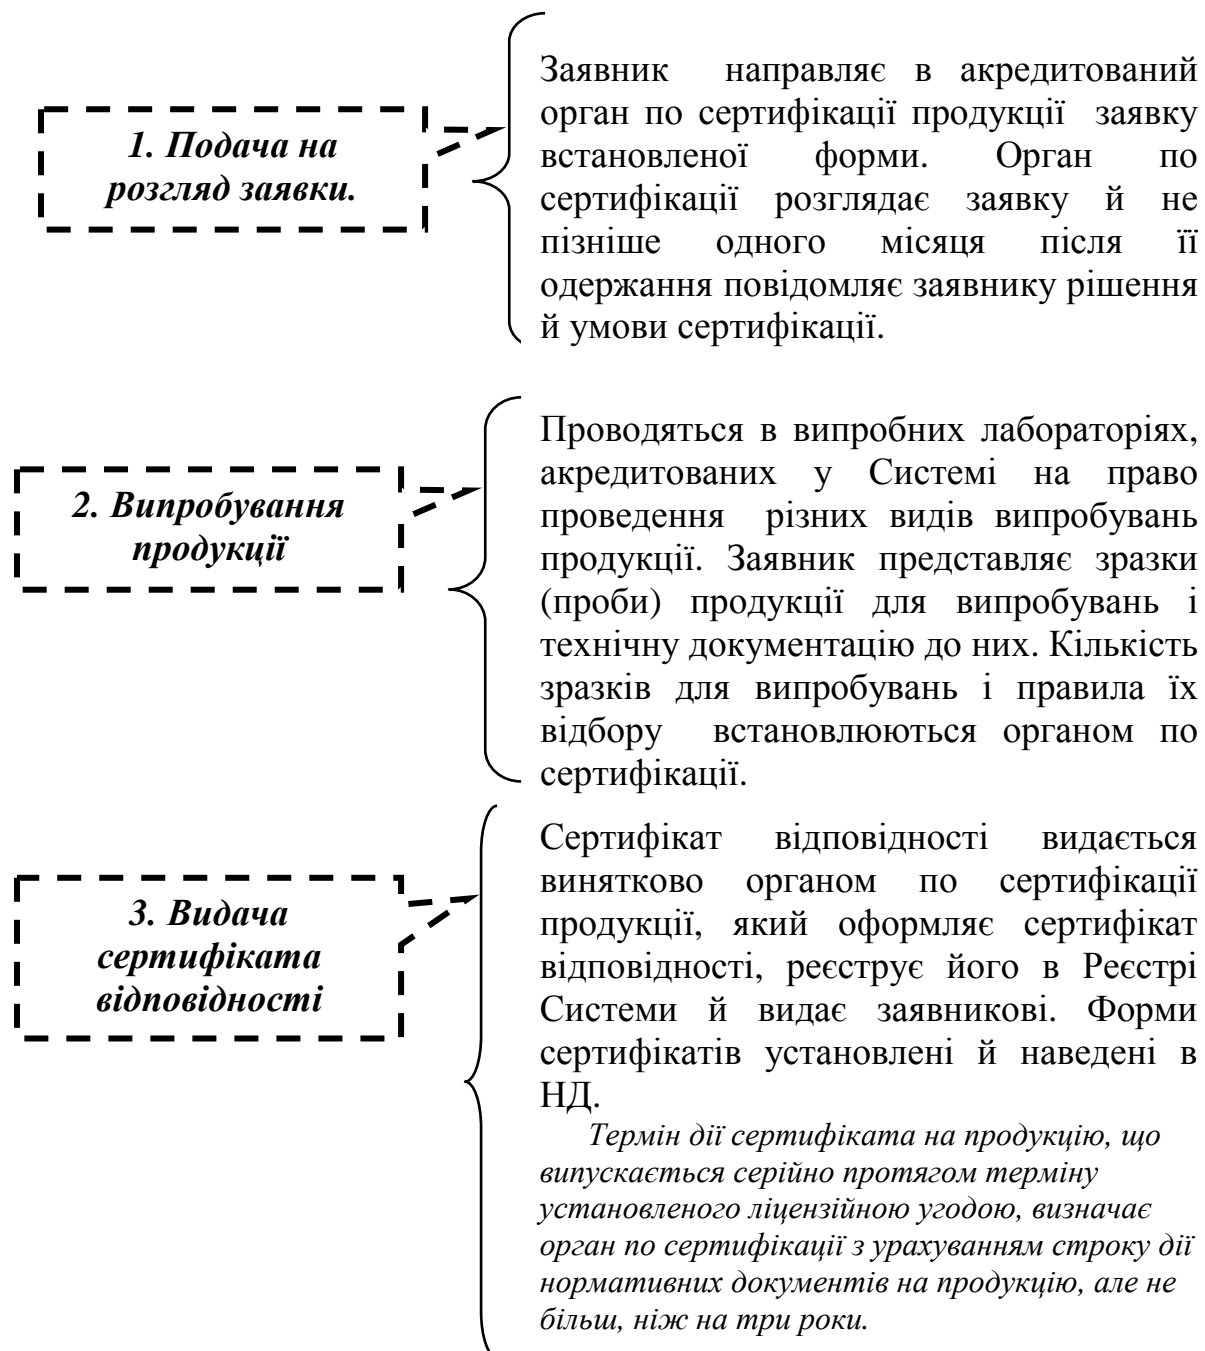 1. Подача на
розгляд заявки.
Заявник направляє в акредитований
орган по сертифікації продукції заявку
встановленої форми. Орган по
сертифікації розглядає заявку й не
пізніше одного місяця після її
одержання повідомляє заявнику рішення
й умови сертифікації.
2. Випробування
продукції
Проводяться в випробних лабораторіях,
акредитованих у Системі на право
проведення різних видів випробувань
продукції. Заявник представляє зразки
(проби) продукції для випробувань і
технічну документацію до них. Кількість
зразків для випробувань і правила їх
відбору встановлюються органом по
сертифікації.
3. Видача
сертифіката
відповідності
Сертифікат відповідності видається
винятково органом по сертифікації
продукції, який оформляє сертифікат
відповідності, реєструє його в Реєстрі
Системи й видає заявникові. Форми
сертифікатів установлені й наведені в
НД.
Термін дії сертифіката на продукцію, що
випускається серійно протягом терміну
установленого ліцензійною угодою, визначає
орган по сертифікації з урахуванням строку дії
нормативних документів на продукцію, але не
більш, ніж на три роки.